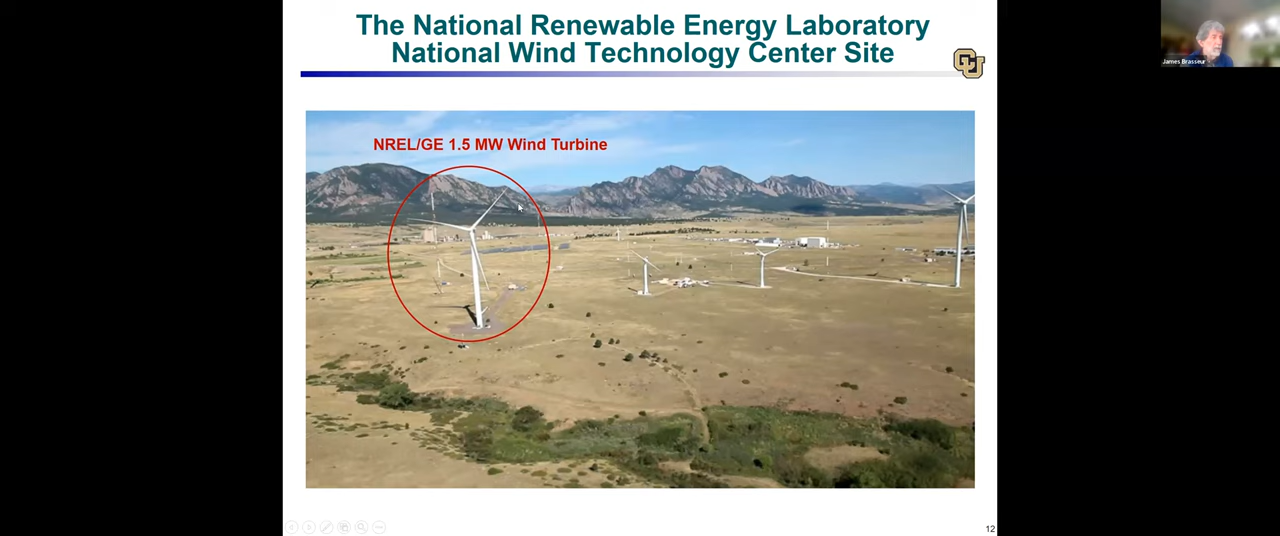 The National Renewable Energy Laboratory
National Wind Technology Center Site
CU
James Brasseur
NREL/GE 1.5 MW Wind Turbine
12